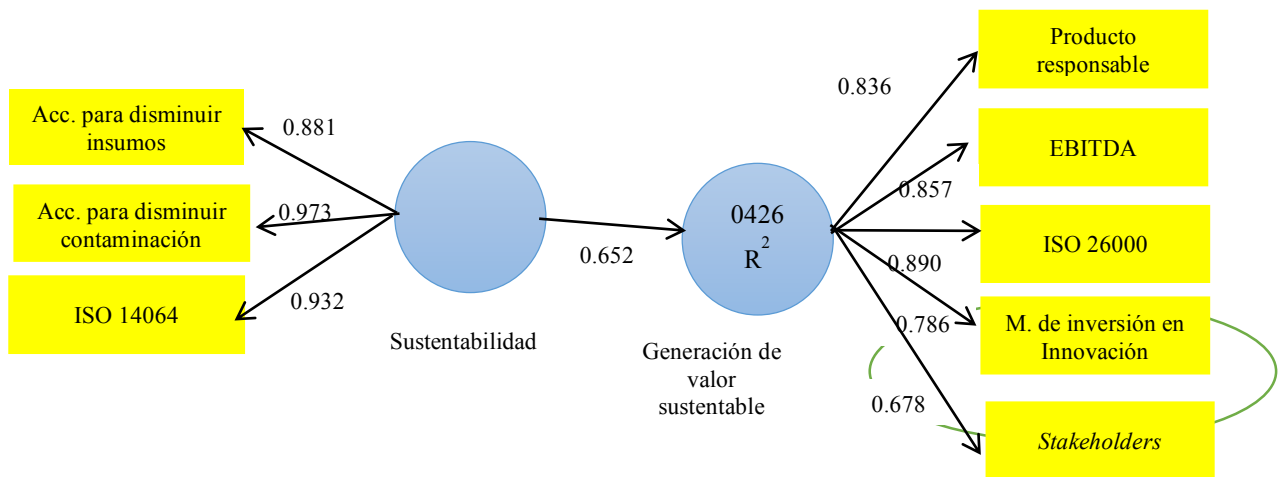 Acc. para disminuir
insumos
Acc. para disminuir
contaminación
ISO 14064
0.881
0.973
0.932
Sustentabilidad
0.652
0426
R²
Generación de
valor
sustentable
0.836
0.857
0.890
0.786
0.678
Producto
responsable
EBITDA
ISO 26000
M. de inversión en
Innovación
Stakeholders